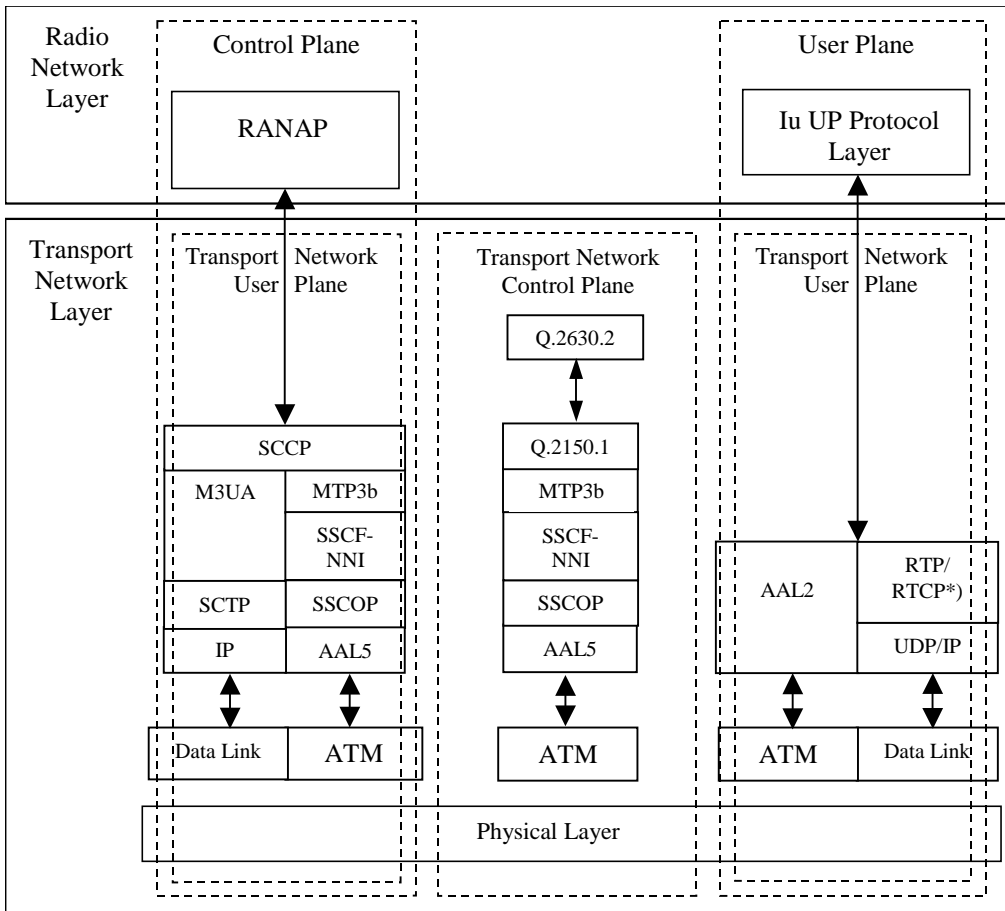 Radio
Network
Layer
Control Plane
User Plane
RANAP
Iu UP Protocol
Layer
Transport
Network
Layer
Transport Network
User Plane
Transport Network
Control Plane
Transport Network
User Plane
Q.2630.2
SCCP
M3UA
MTP3b
SSCF-
NNI
SCTP
SSCOP
IP
AAL5
Data Link
ATM
Q.2150.1
MTP3b
SSCF-
NNI
SSCOP
AAL5
ATM
AAL2
RTP/
RTCP*)
UDP/IP
ATM
Data Link
Physical Layer